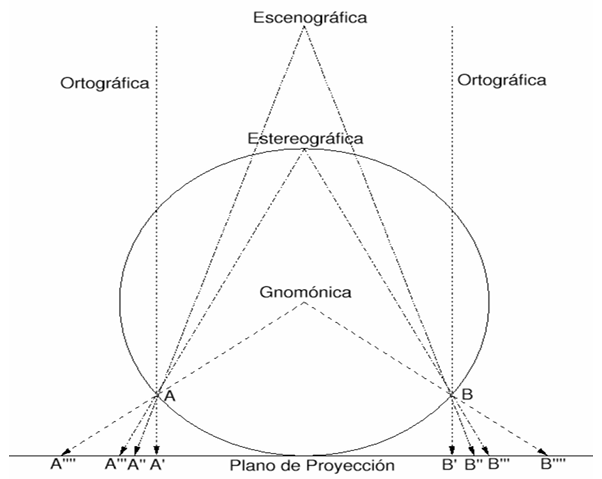 Escenográfica
Ortográfica
Ortográfica
Estereográfica
Gnomónica
A
B
A'''' A''' A'' A' Plano de Proyección B' B'' B''' B''''